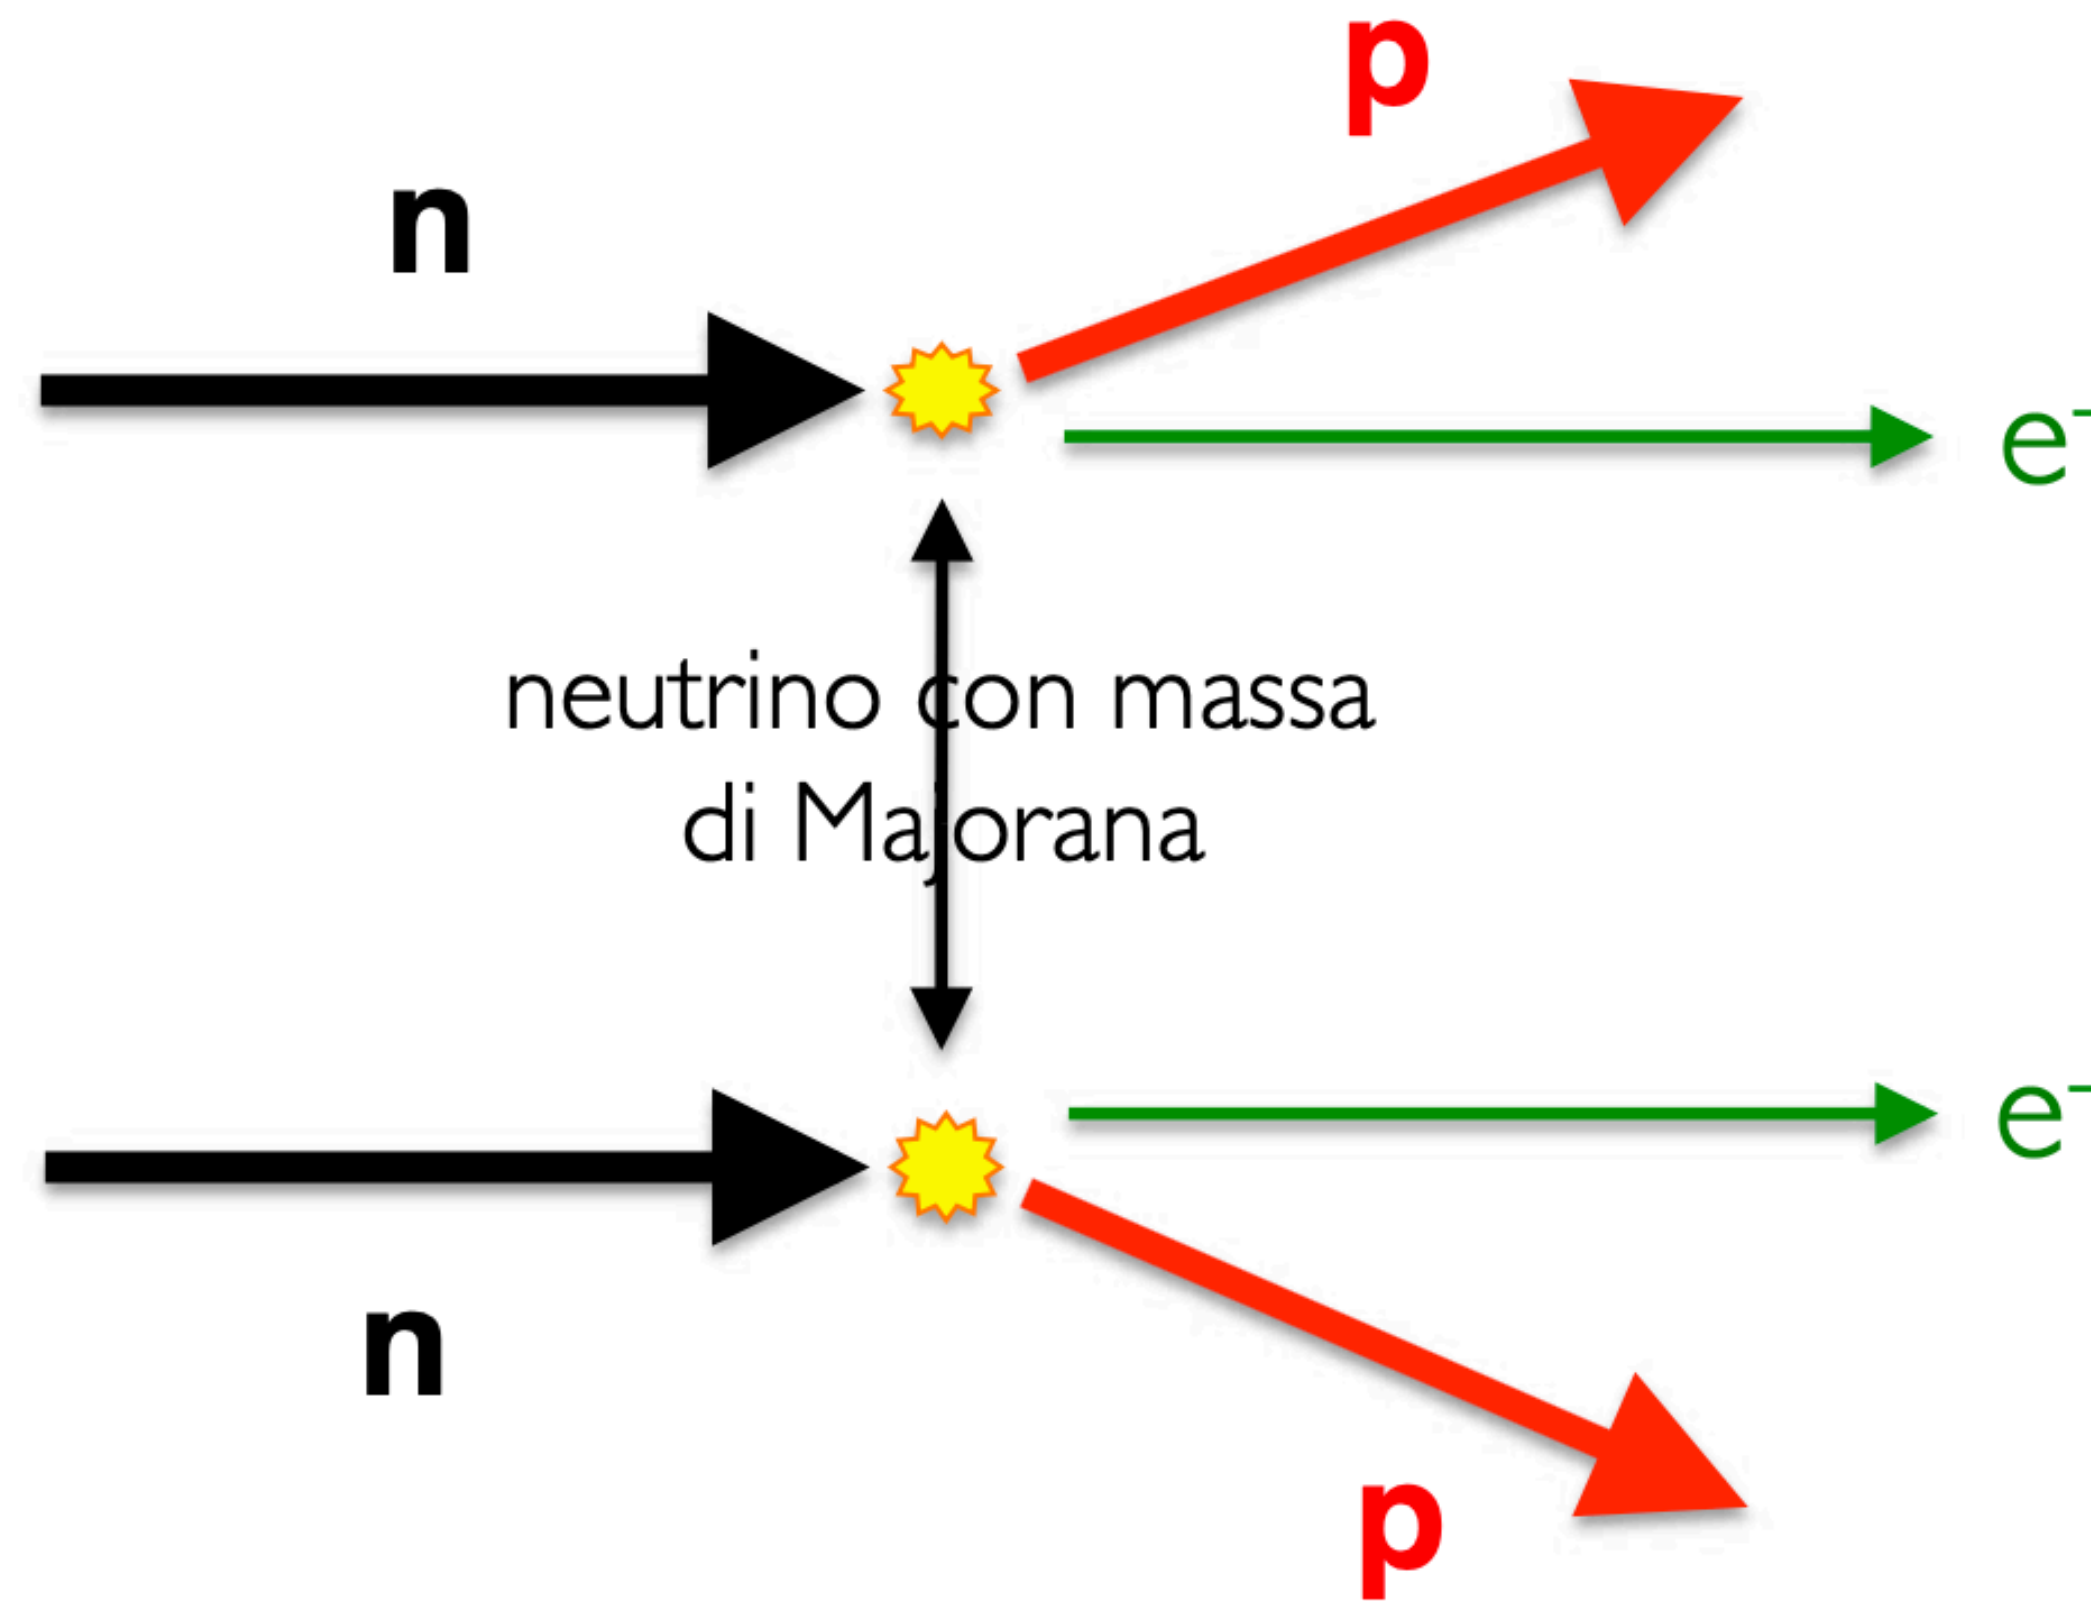 p
n
e⁻
neutrino con massa
di Majorana
e⁻
n
p